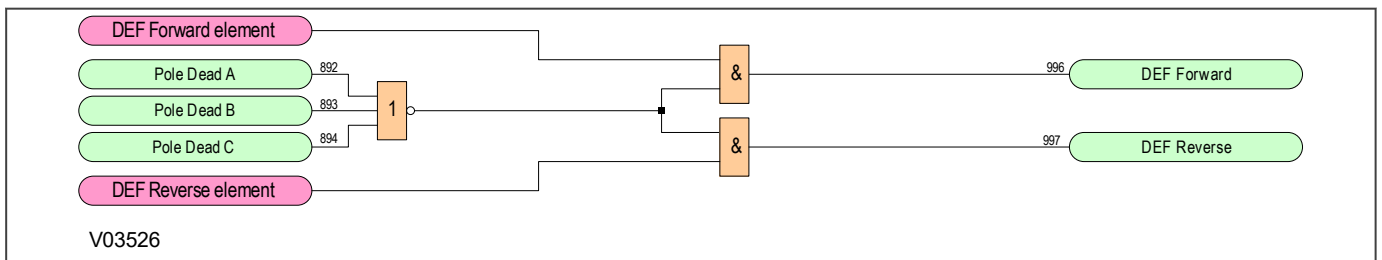 DEF Forward element
Pole Dead A 892
Pole Dead B 893
Pole Dead C 894
DEF Reverse element
1
&
&
996 DEF Forward
997 DEF Reverse
V03526